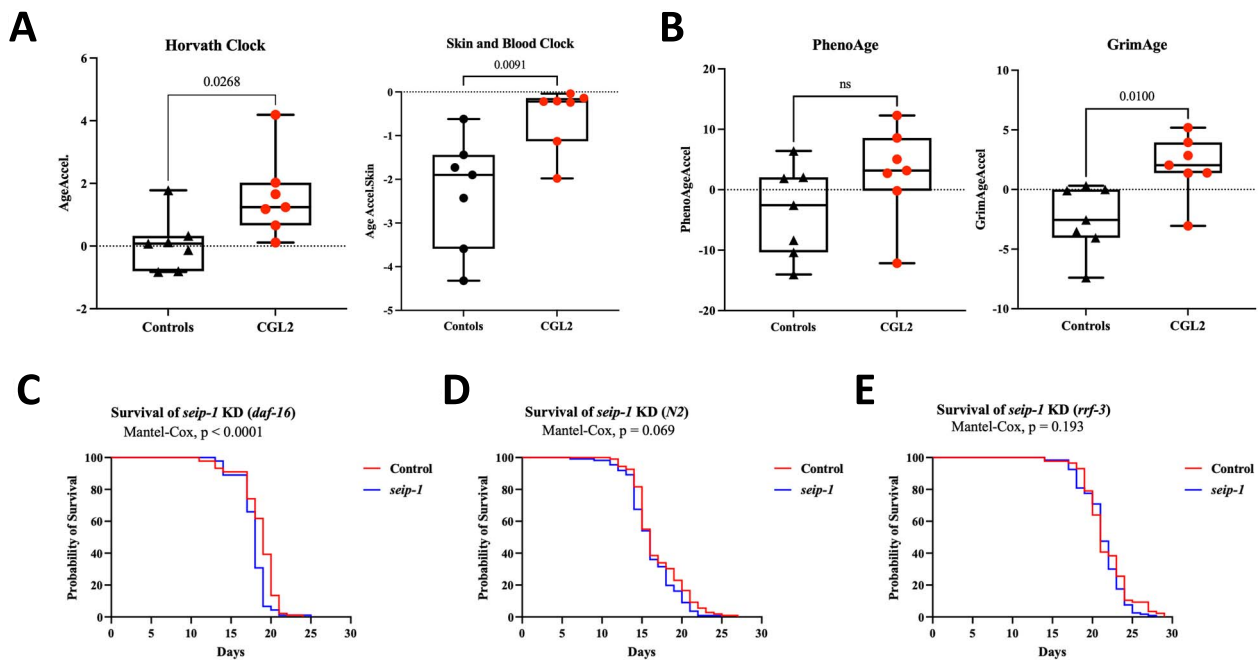 A
Horvath Clock
0.0268
AgeAccel.
6
4
2
0
-2
Controls
CGL2
Skin and Blood Clock
0.0091
Age Accel.Skin
0
-1
-2
-3
-4
-5
Contols
CGL2
B
PhenoAge
ns
PhenoAgeAccel
20
10
0
-10
-20
Controls
CGL2
GrimAge
0.0100
GrimAgeAccel
10
5
0
-5
-10
Controls
CGL2
C
Survival of seip-1 KD (daf-16)
Mantel-Cox, p < 0.0001
Probability of Survival
100
80
60
40
20
0
0 5 10 15 20 25 30
Days
Control
seip-1
D
Survival of seip-1 KD (N2)
Mantel-Cox, p = 0.069
Probability of Survival
100
80
60
40
20
0
0 5 10 15 20 25 30
Days
Control
seip-1
E
Survival of seip-1 KD (rrf-3)
Mantel-Cox, p = 0.193
Probability of Survival
100
80
60
40
20
0
0 5 10 15 20 25 30
Days
Control
seip-1